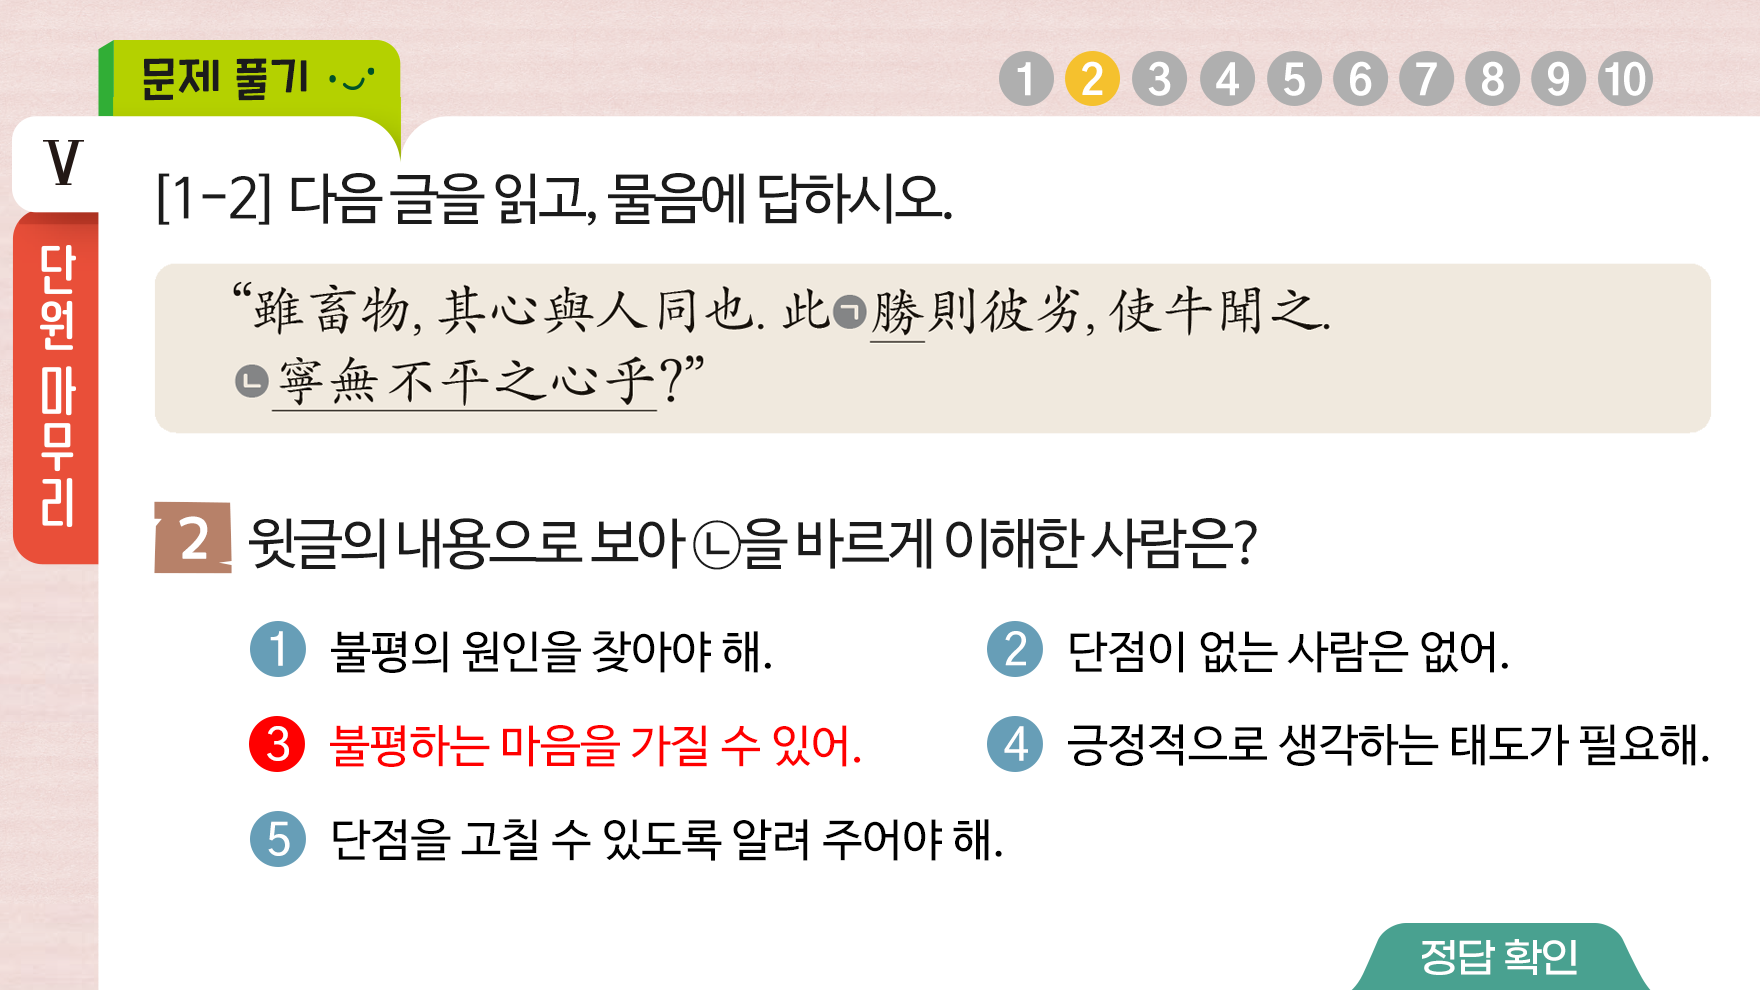 문제 풀기
1 2 3 4 5 6 7 8 9 10
V
단원 마무리
[1-2] 다음 글을 읽고, 물음에 답하시오.
“雖畜物, 其心與人同也. 此㉠勝則彼劣, 使牛聞之.
㉡寧無不平之心乎?”
2 윗글의 내용으로 보아 ㉡을 바르게 이해한 사람은?
1 불평의 원인을 찾아야 해.
2 단점이 없는 사람은 없어.
3 불평하는 마음을 가질 수 있어.
4 긍정적으로 생각하는 태도가 필요해.
5 단점을 고칠 수 있도록 알려 주어야 해.
정답 확인